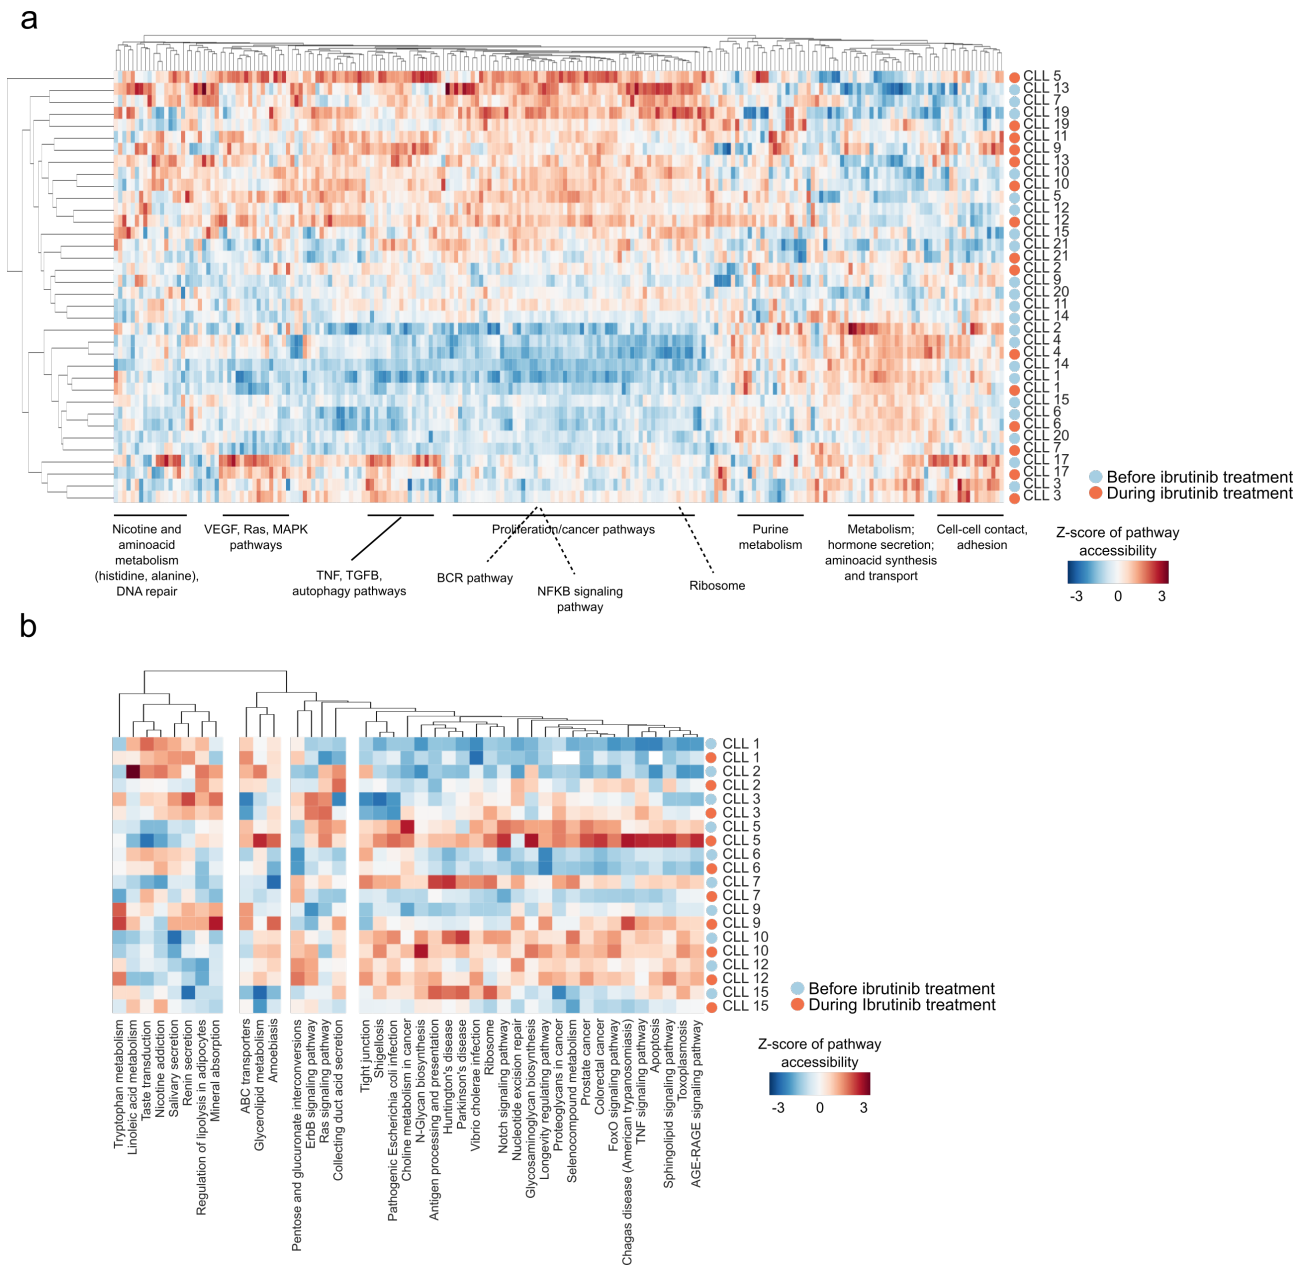 a
CLL 5
CLL 13
CLL 7
CLL 19
CLL 19
CLL 11
CLL 9
CLL 13
CLL 10
CLL 10
CLL 5
CLL 12
CLL 12
CLL 15
CLL 21
CLL 21
CLL 2
CLL 9
CLL 20
CLL 11
CLL 14
CLL 2
CLL 4
CLL 4
CLL 14
CLL 1
CLL 1
CLL 15
CLL 6
CLL 6
CLL 20
CLL 7
CLL 17
CLL 17
CLL 3
CLL 3
Before ibrutinib treatment
During ibrutinib treatment
Nicotine and
aminoacid
metabolism
(histidine, alanine),
DNA repair
VEGF, Ras, MAPK
pathways
TNF, TGFB,
autophagy pathways
Proliferation/cancer pathways
BCR pathway
NFKB signaling
pathway
Ribosome
Purine
metabolism
Metabolism;
hormone secretion;
aminoacid synthesis
and transport
Cell-cell contact,
adhesion
Z-score of pathway
accessibility
-3 0 3
b
CLL 1
CLL 1
CLL 2
CLL 2
CLL 3
CLL 3
CLL 5
CLL 5
CLL 6
CLL 6
CLL 7
CLL 7
CLL 9
CLL 9
CLL 10
CLL 10
CLL 12
CLL 12
CLL 15
CLL 15
Before ibrutinib treatment
During Ibrutinib treatment
Z-score of pathway
accessibility
-3 0 3
Tryptophan metabolism
Linoleic acid metabolism
Taste transduction
Nicotine addiction
Salivary secretion
Renin secretion
Regulation of lipolysis in adipocytes
Mineral absorption
ABC transporters
Glycerolipid metabolism
Amoebiasis
Pentose and glucuronate interconversions
ErbB signaling pathway
Ras signaling pathway
Collecting duct acid secretion
Tight junction
Shigellosis
Pathogenic Escherichia coli infection
Choline metabolism in cancer
N-Glycan biosynthesis
Antigen processing and presentation
Huntington's disease
Parkinson's disease
Vibrio cholerae infection
Ribosome
Notch signaling pathway
Nucleotide excision repair
Glycosaminoglycan biosynthesis
Longevity regulating pathway
Proteoglycans in cancer
Selenocompound metabolism
Prostate cancer
Colorectal cancer
FoxO signaling pathway
Chagas disease (American trypanosomiasis)
TNF signaling pathway
Apoptosis
Sphingolipid signaling pathway
Toxoplasmosis
AGE-RAGE signaling pathway